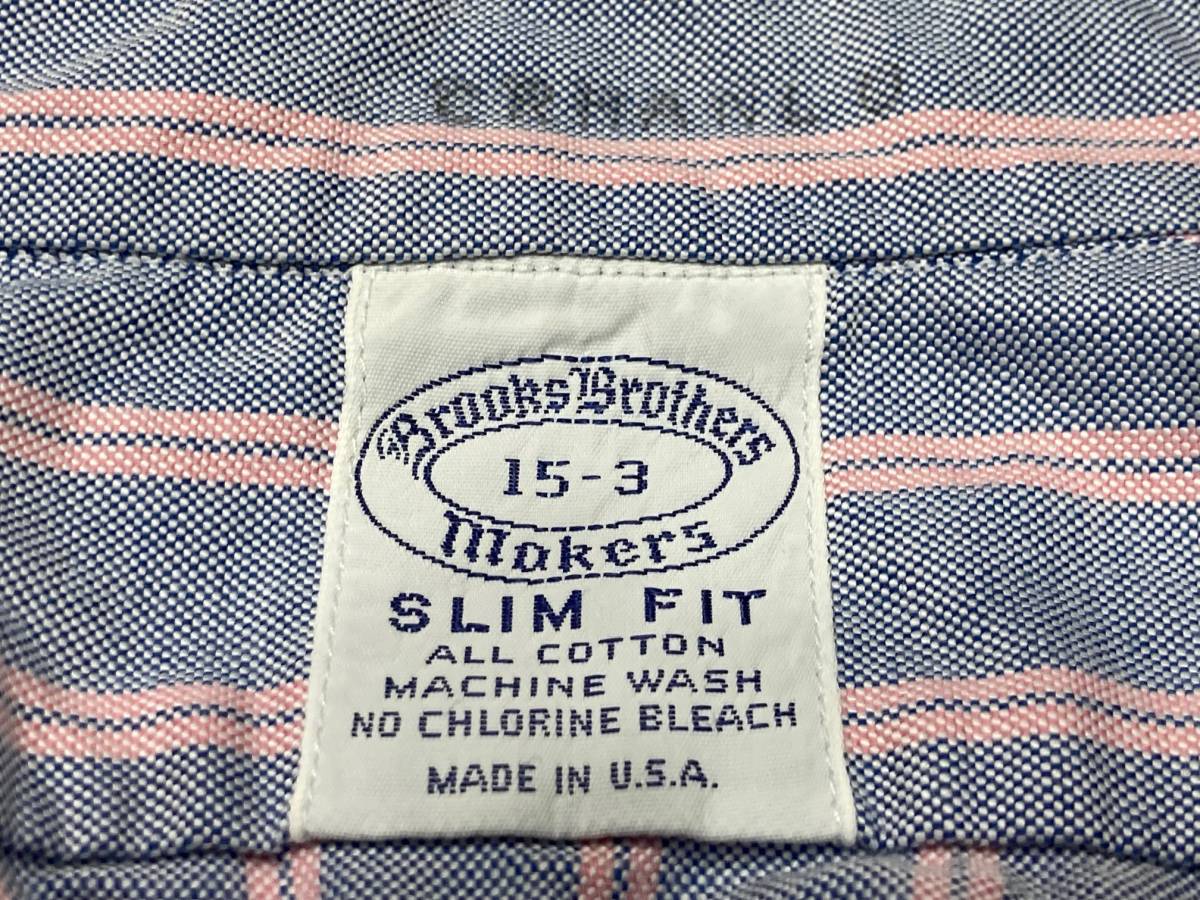 Brooks Brothers
15-3
Makers
SLIM FIT
ALL COTTON
MACHINE WASH
NO CHLORINE BLEACH
MADE IN U.S.A.